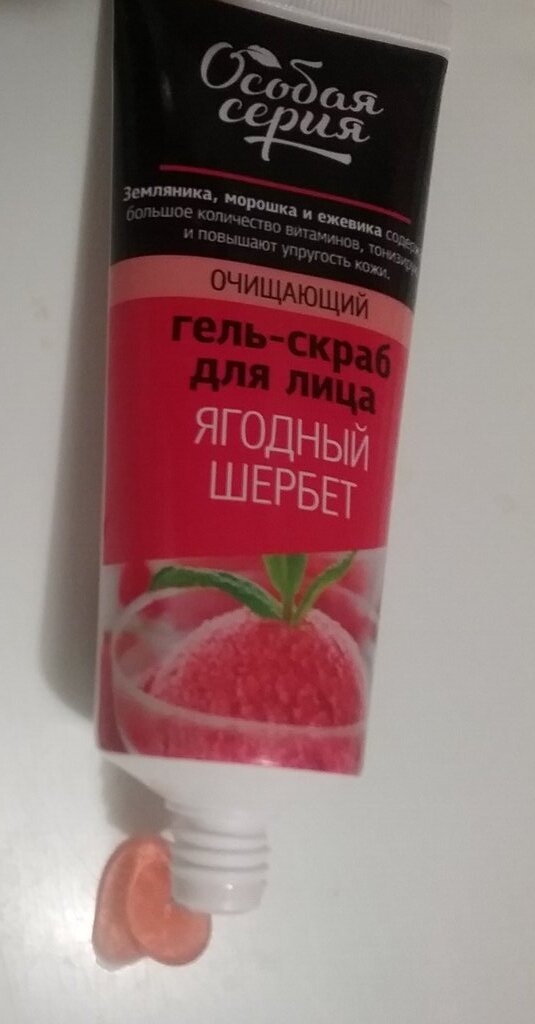 Особая
серия
Земляника, морошка и ежевика
большое количество витаминов,
и повышают упругость кожи.
ОЧИЩАЮЩИЙ
гель-скраб
для лица
ЯГОДНЫЙ
ШЕРБЕТ